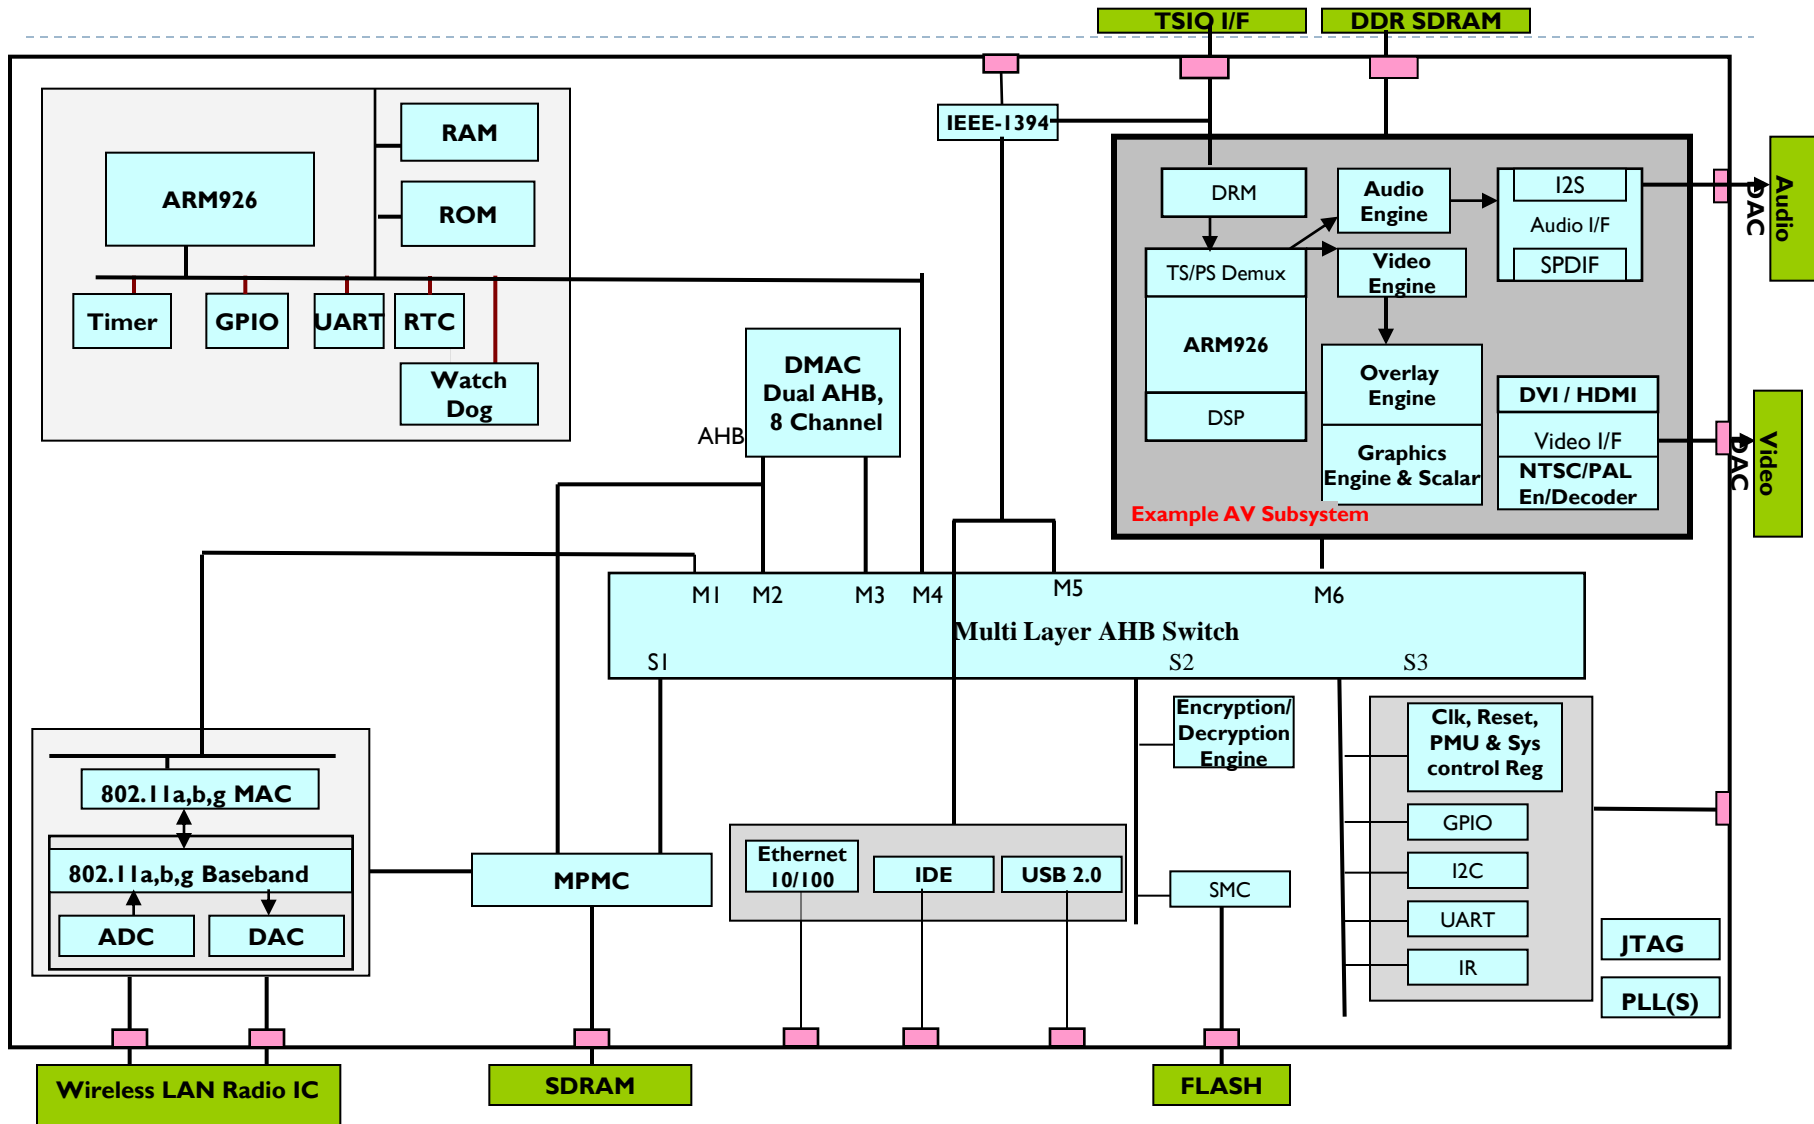 TSIO I/F
DDR SDRAM
RAM
ARM926
ROM
Timer
GPIO
UART
RTC
Watch
Dog
IEEE-1394
DRM
Audio
Engine
I2S
Audio I/F
SPDIF
TS/PS Demux
Video
Engine
ARM926
DSP
Overlay
Engine
Graphics
Engine & Scalar
DVI / HDMI
Video I/F
NTSC/PAL
En/Decoder
Example AV Subsystem
Audio
DAC
Video
DAC
DMAC
Dual AHB,
8 Channel
AHB
M1
M2
M3
M4
M5
M6
Multi Layer AHB Switch
S1
S2
S3
802.11a,b,g MAC
802.11a,b,g Baseband
ADC
DAC
MPMC
Ethernet
10/100
IDE
USB 2.0
Encryption/
Decryption
Engine
SMC
Clk, Reset,
PMU & Sys
control Reg
GPIO
I2C
UART
IR
JTAG
PLL(S)
Wireless LAN Radio IC
SDRAM
FLASH